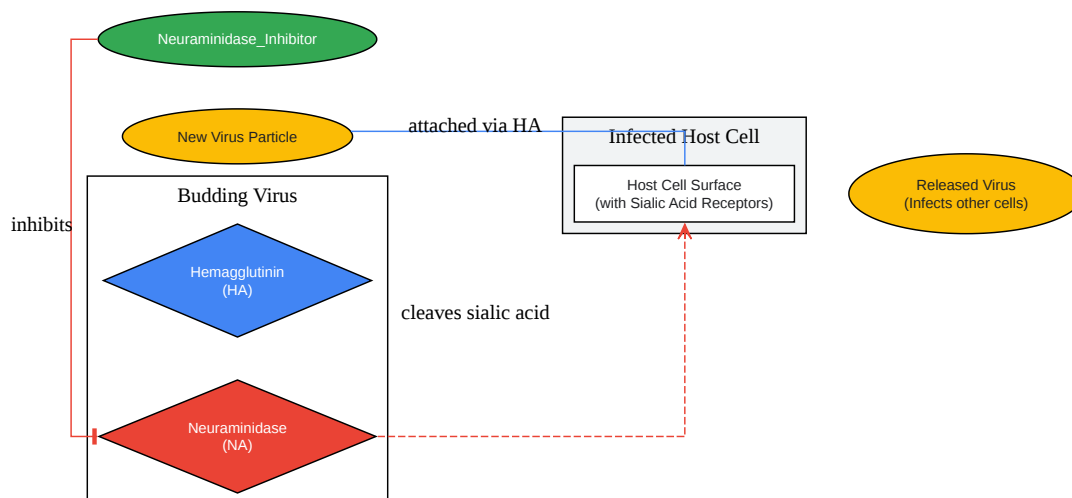 Neuraminidase_Inhibitor
New Virus Particle
attached via HA
Infected Host Cell
Host Cell Surface
(with Sialic Acid Receptors)
Released Virus
(Infects other cells)
Budding Virus
inhibits
Hemagglutinin
(HA)
cleaves sialic acid
Neuraminidase
(NA)